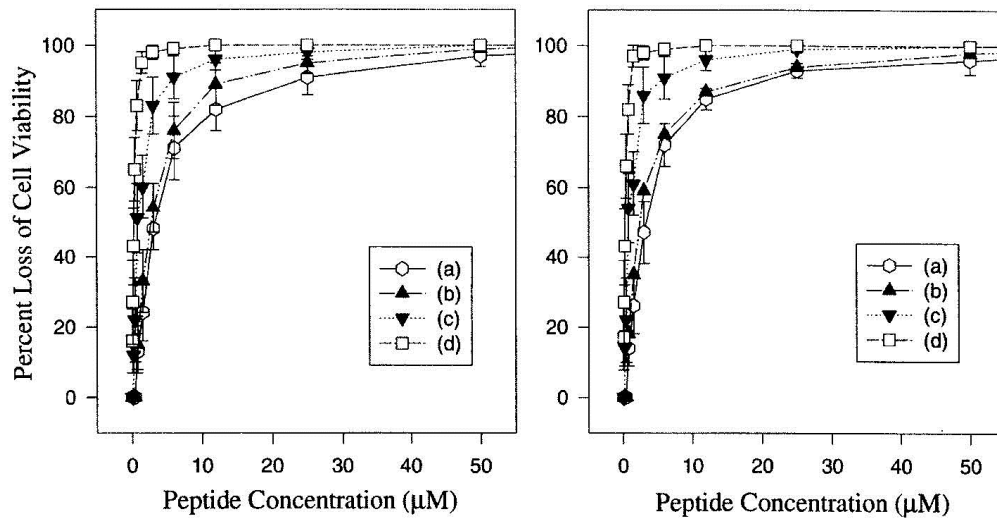 Percent Loss of Cell Viability
100
80
60
40
20
0
(a)
(b)
(c)
(d)
0 10 20 30 40 50
Peptide Concentration (μM)
100
80
60
40
20
0
(a)
(b)
(c)
(d)
0 10 20 30 40 50
Peptide Concentration (μM)